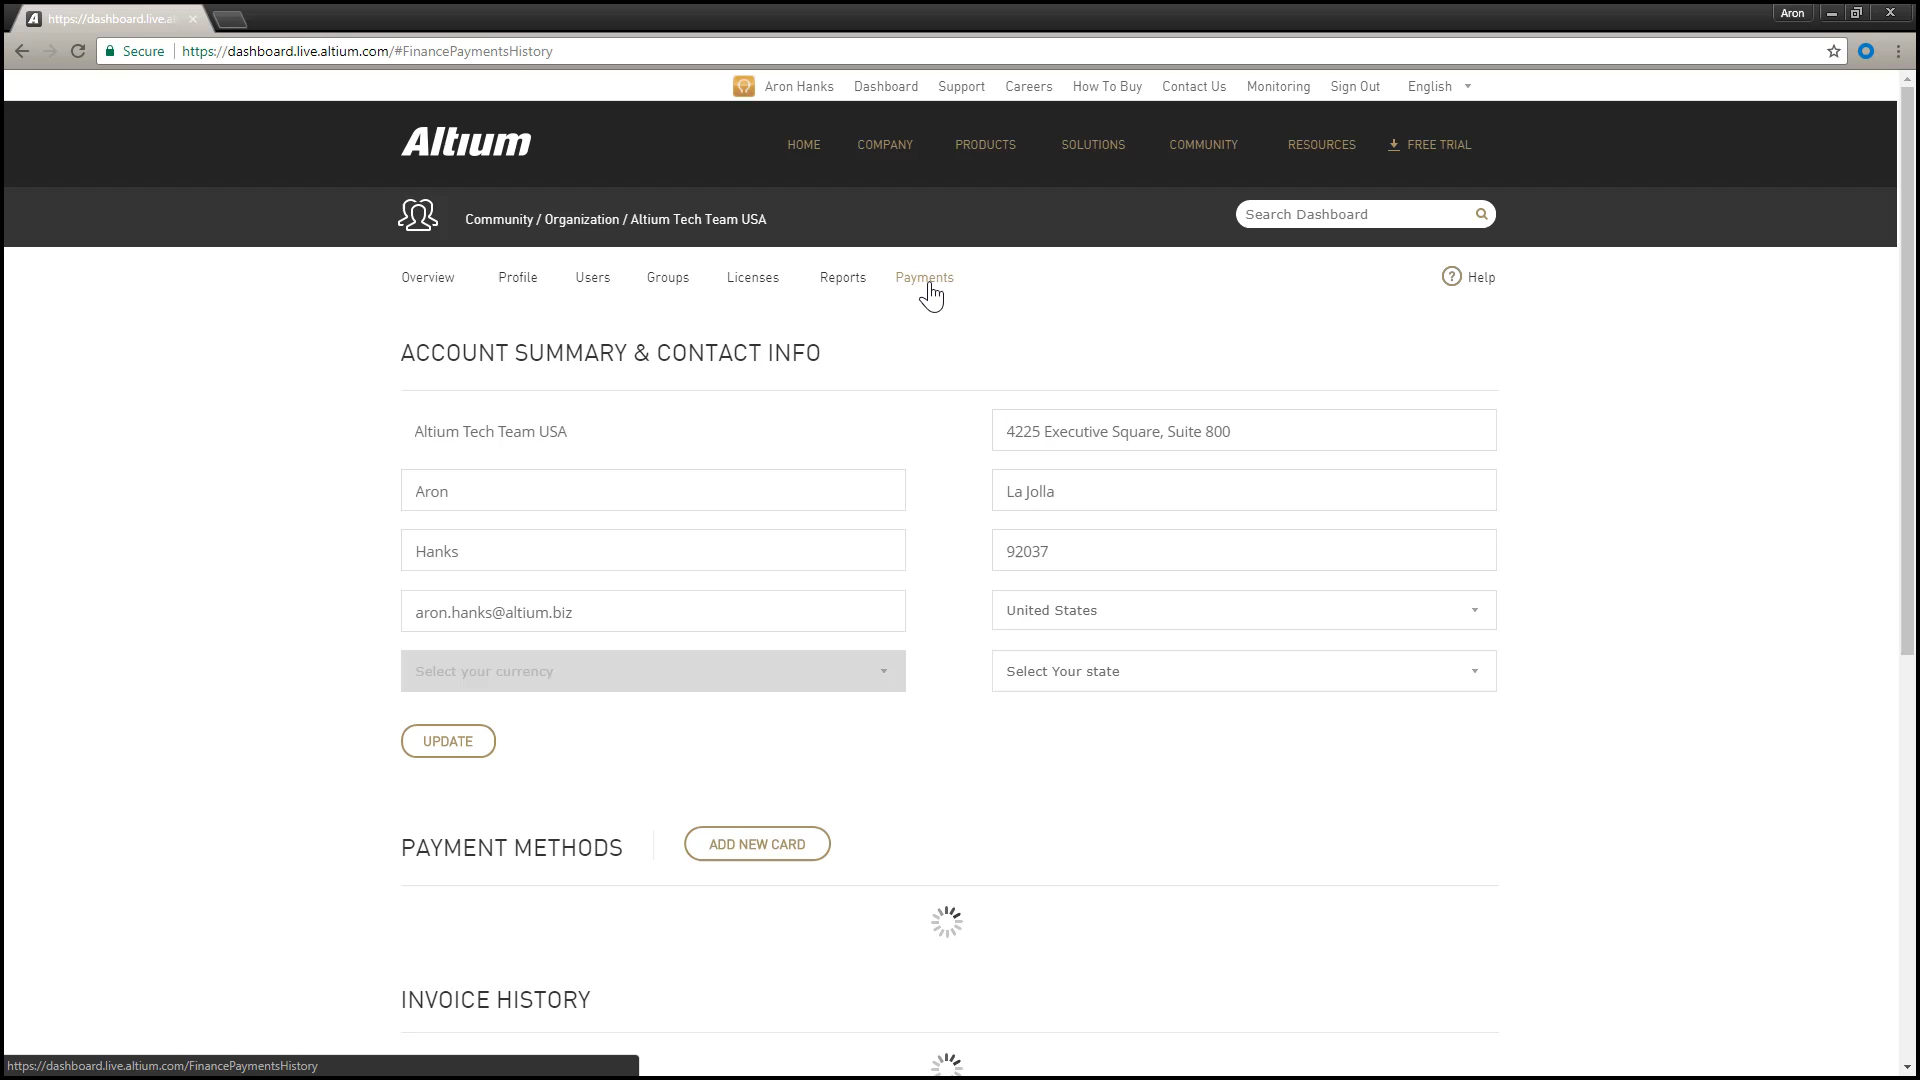 https://dashboard.live.a
Aron
Secure https://dashboard.live.altium.com/#FinancePaymentsHistory
Aron Hanks Dashboard Support Careers How To Buy Contact Us Monitoring Sign Out English
Altium HOME COMPANY PRODUCTS SOLUTIONS COMMUNITY RESOURCES FREE TRIAL
Community / Organization / Altium Tech Team USA Search Dashboard
Overview Profile Users Groups Licenses Reports Payments ? Help
ACCOUNT SUMMARY & CONTACT INFO
Altium Tech Team USA 4225 Executive Square, Suite 800
Aron La Jolla
Hanks 92037
aron.hanks@altium.biz United States
Select your currency Select Your state
UPDATE
PAYMENT METHODS ADD NEW CARD
INVOICE HISTORY
https://dashboard.live.altium.com/FinancePaymentsHistory